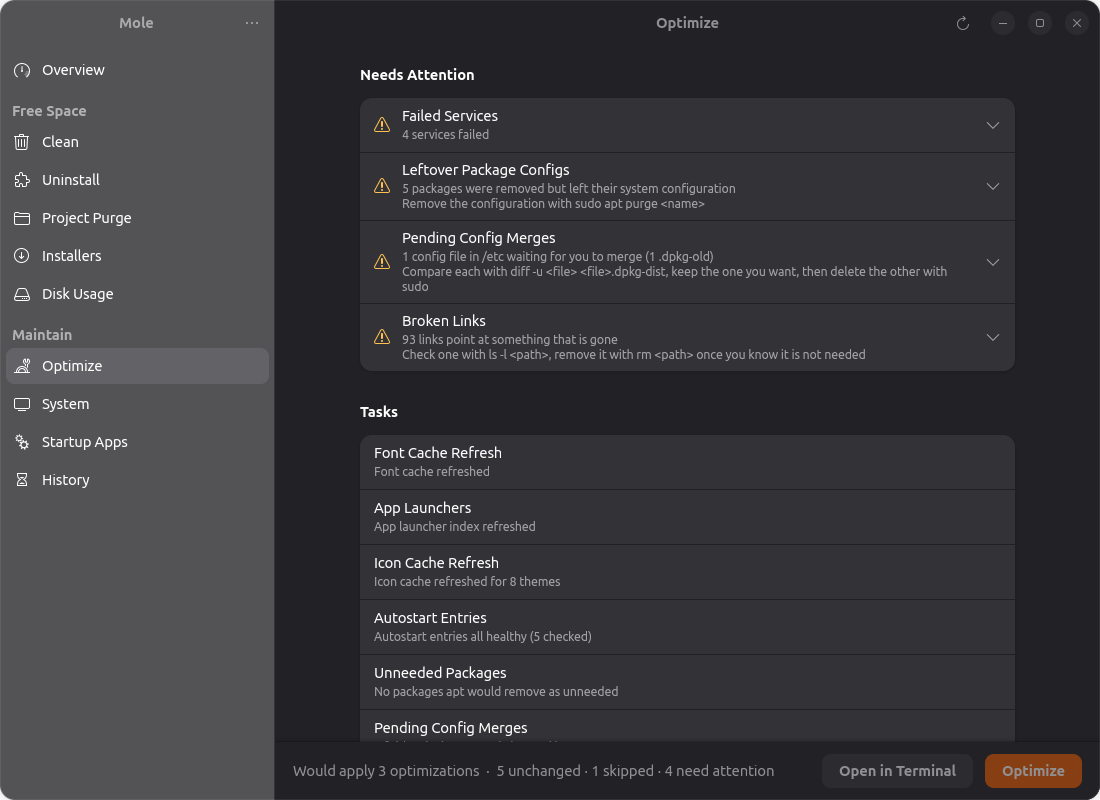 Mole
Optimize
Overview
Free Space
Clean
Uninstall
Project Purge
Installers
Disk Usage
Maintain
Optimize
System
Startup Apps
History
Needs Attention
Failed Services
4 services failed
Leftover Package Configs
5 packages were removed but left their system configuration
Remove the configuration with sudo apt purge <name>
Pending Config Merges
1 config file in /etc waiting for you to merge (1 .dpkg-old)
Compare each with diff -u <file> <file>.dpkg-dist, keep the one you want, then delete the other with
sudo
Broken Links
93 links point at something that is gone
Check one with ls -l <path>, remove it with rm <path> once you know it is not needed
Tasks
Font Cache Refresh
Font cache refreshed
App Launchers
App launcher index refreshed
Icon Cache Refresh
Icon cache refreshed for 8 themes
Autostart Entries
Autostart entries all healthy (5 checked)
Unneeded Packages
No packages apt would remove as unneeded
Pending Config Merges
Would apply 3 optimizations · 5 unchanged · 1 skipped · 4 need attention
Open in Terminal
Optimize